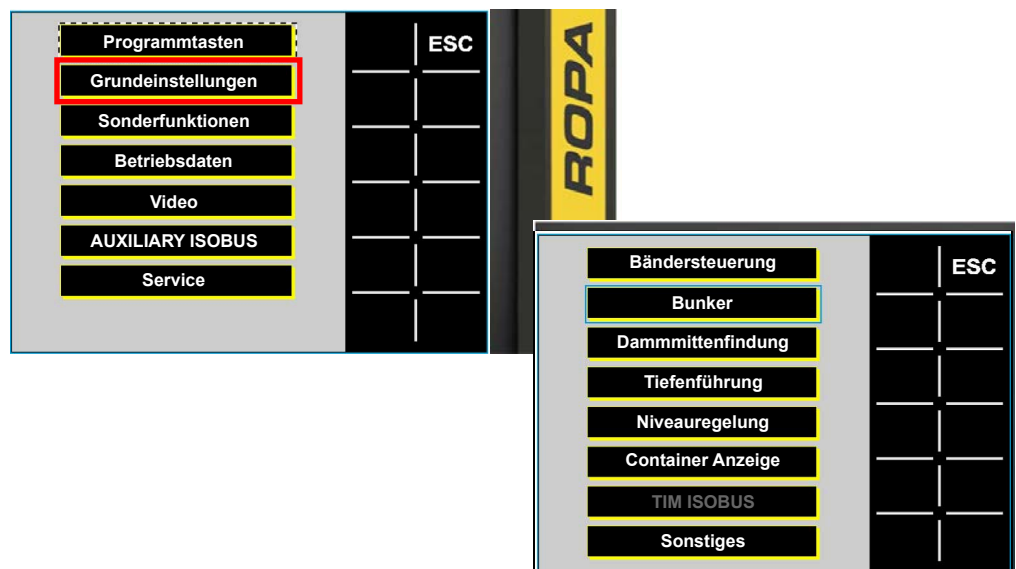 Programmtasten
ESC
Grundeinstellungen
Sonderfunktionen
Betriebsdaten
Video
AUXILIARY ISOBUS
Service
ROPA
Bändersteuerung
ESC
Bunker
Dammmittenfindung
Tiefenführung
Niveauregelung
Container Anzeige
TIM ISOBUS
Sonstiges